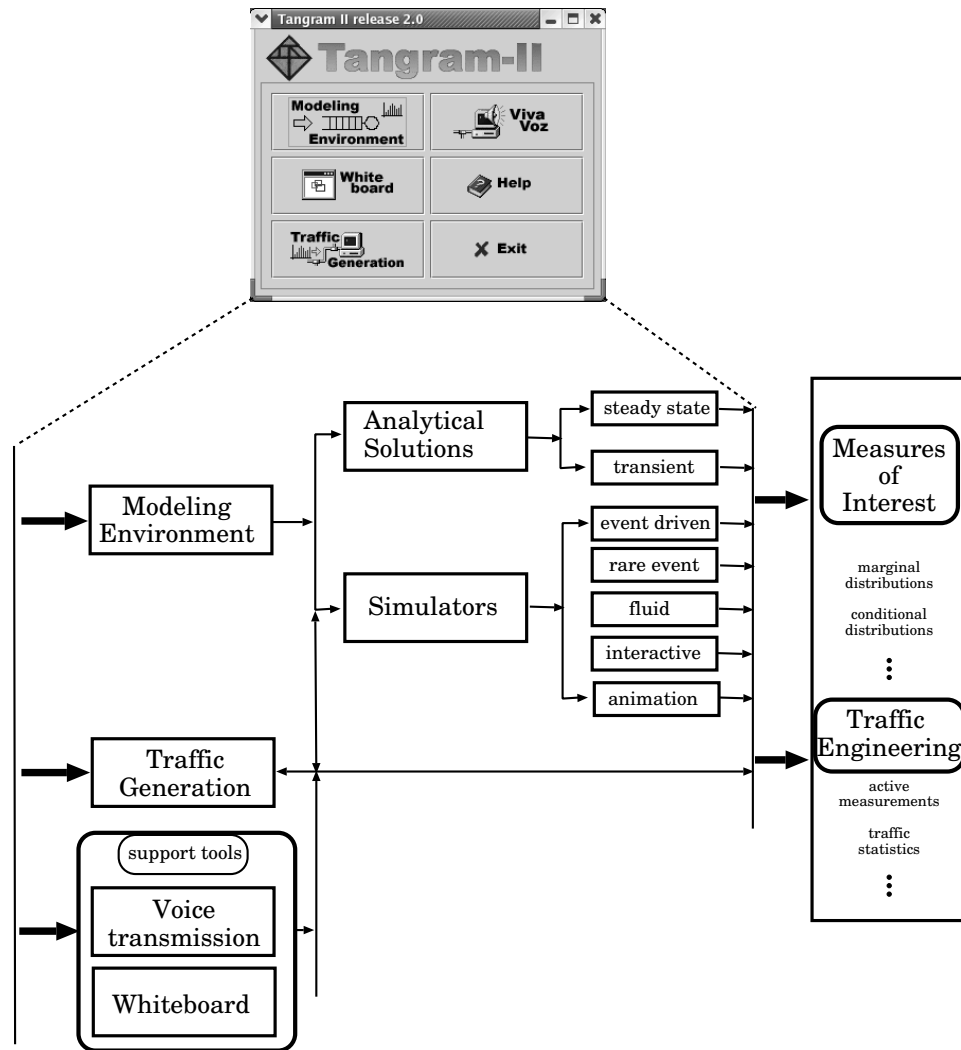 Tangram II release 2.0
Tangram-II
Modeling
Environment
Viva
Voz
White
board
Help
Traffic
Generation
Exit
Analytical
Solutions
steady state
transient
Modeling
Environment
Simulators
event driven
rare event
fluid
interactive
animation
Measures
of
Interest
marginal
distributions
conditional
distributions
Traffic
Generation
Traffic
Engineering
active
measurements
traffic
statistics
support tools
Voice
transmission
Whiteboard